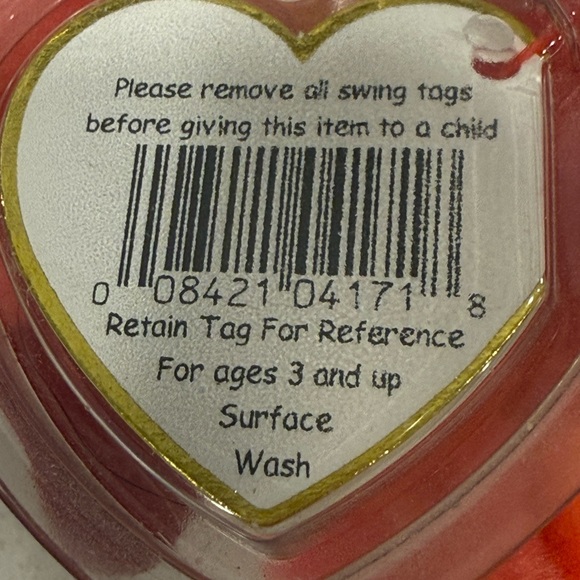 Please remove all swing tags
before giving this item to a child
0 08421 04171 8
Retain Tag For Reference
For ages 3 and up
Surface
Wash